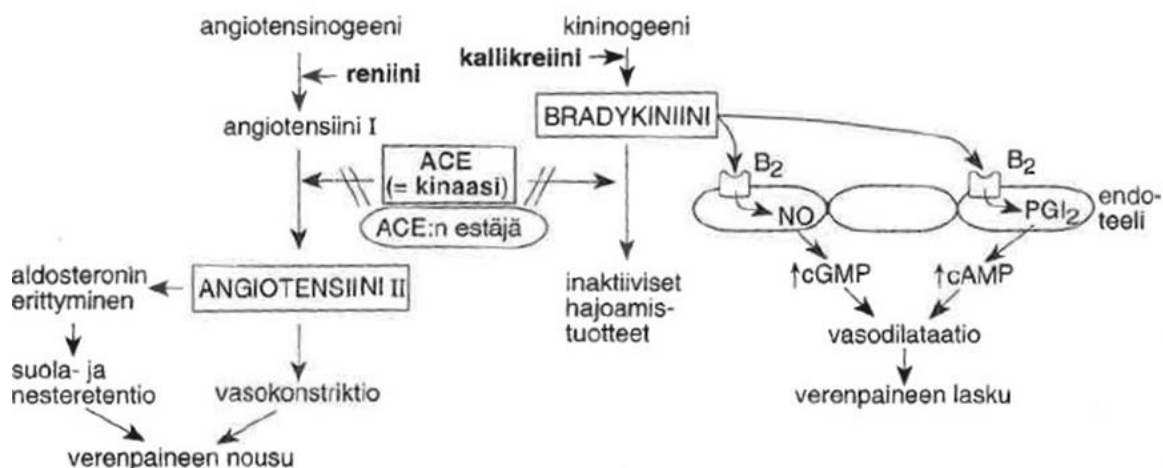 angiotensinogeeni
reniini
angiotensiini I
kininogeeni
kallikreiini
BRADYKINIINI
ACE
(= kinaasi)
ACE:n estäjä
B2
NO
B2
PGI2
endo-
teeli
aldosteronin
erittyminen
ANGIOTENSIINI II
inaktiiviset
hajoamis-
tuotteet
↑cGMP
↑cAMP
vasodilataatio
verenpaineen lasku
suola- ja
nesteretentio
vasokonstriktio
verenpaineen nousu